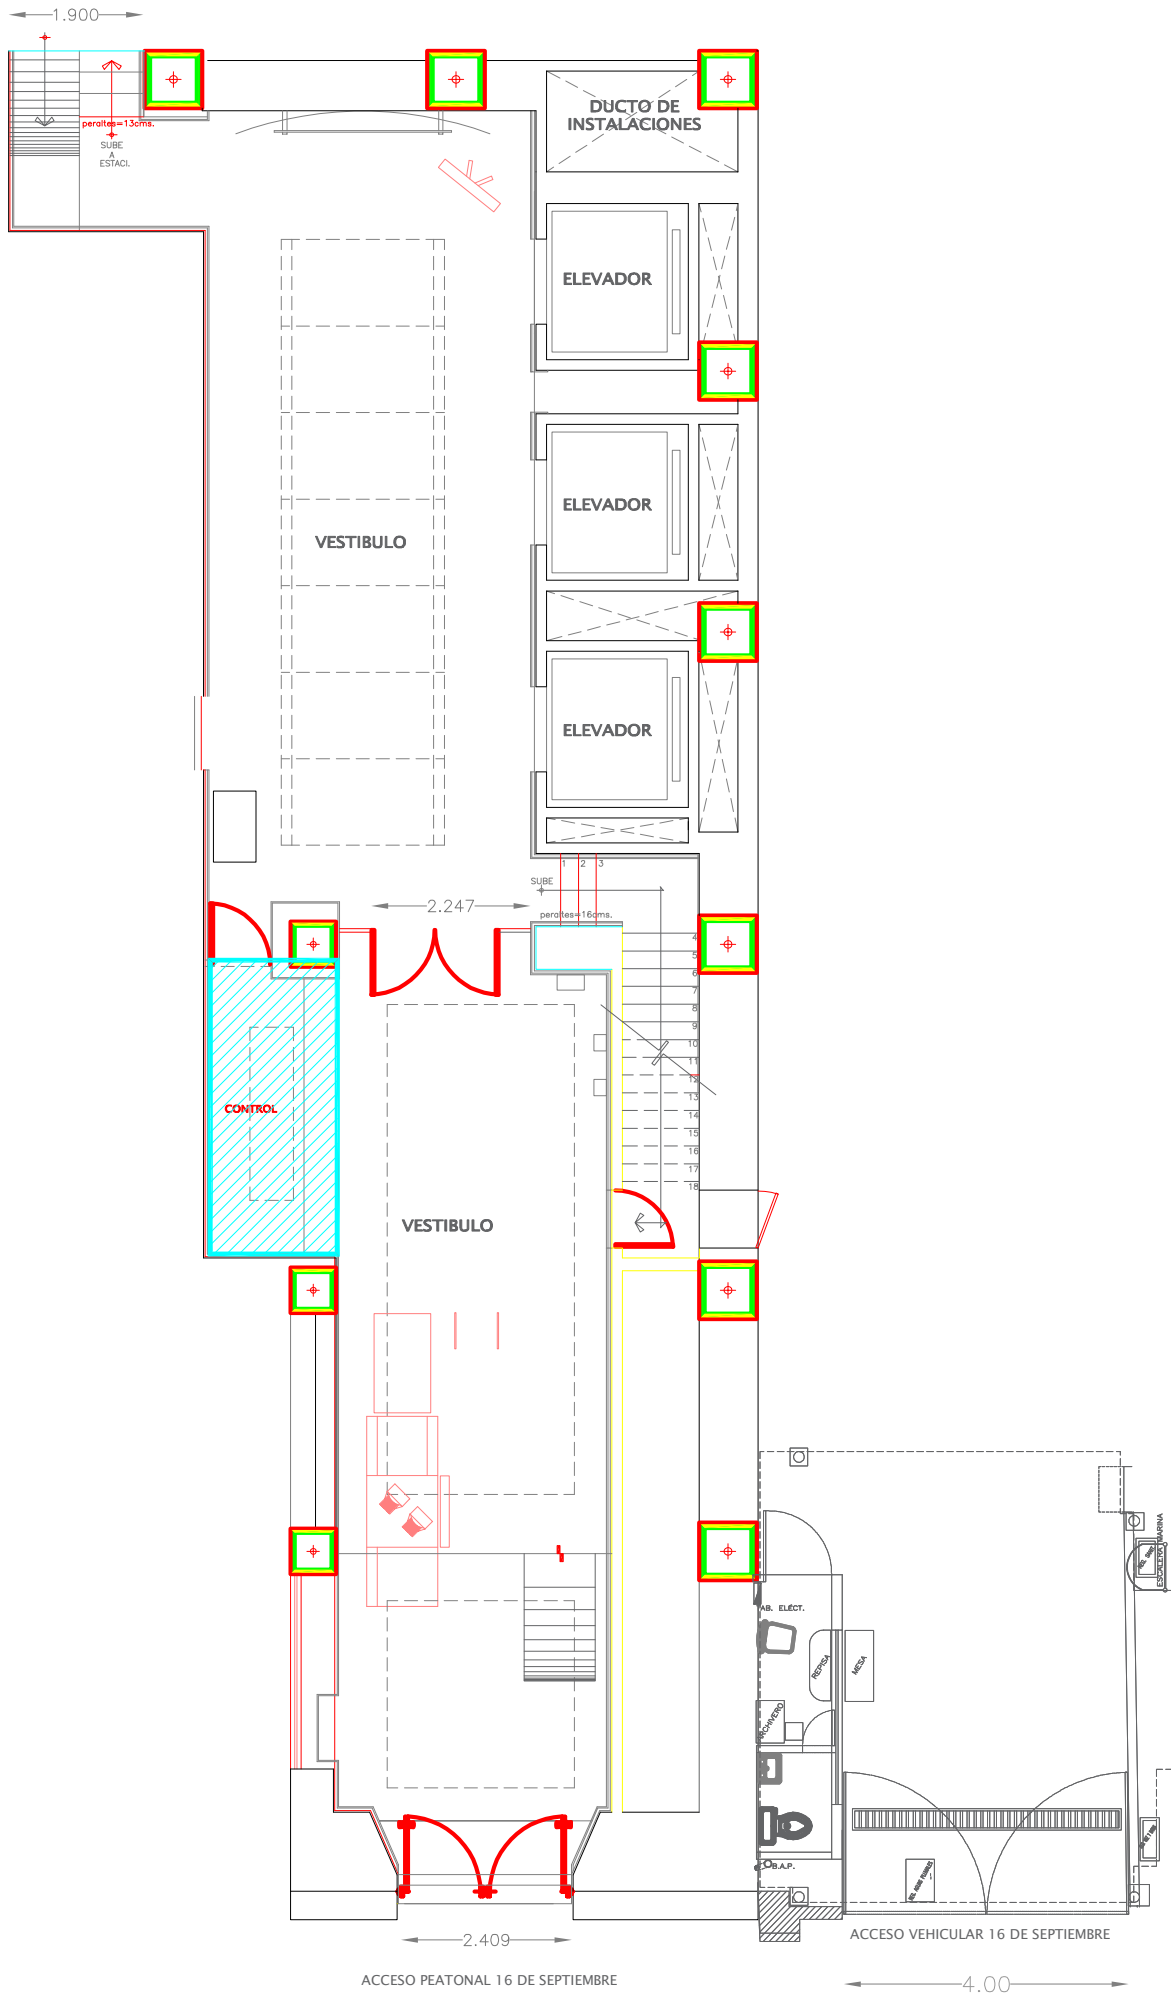 1.900
peraltes=13cms.
SUBE
A
ESTACI.
DUCTO DE
INSTALACIONES
ELEVADOR
ELEVADOR
VESTIBULO
ELEVADOR
1
2
3
SUBE
2.247
peraltes=16cms.
4
5
6
7
8
9
10
11
12
13
14
15
16
17
18
CONTROL
VESTIBULO
ESCALERA MARINA
AB. ELÉCT.
REPISA
MESA
ARCHIVERO
B.A.P.
ACCESO VEHICULAR 16 DE SEPTIEMBRE
2.409
ACCESO PEATONAL 16 DE SEPTIEMBRE
4.00